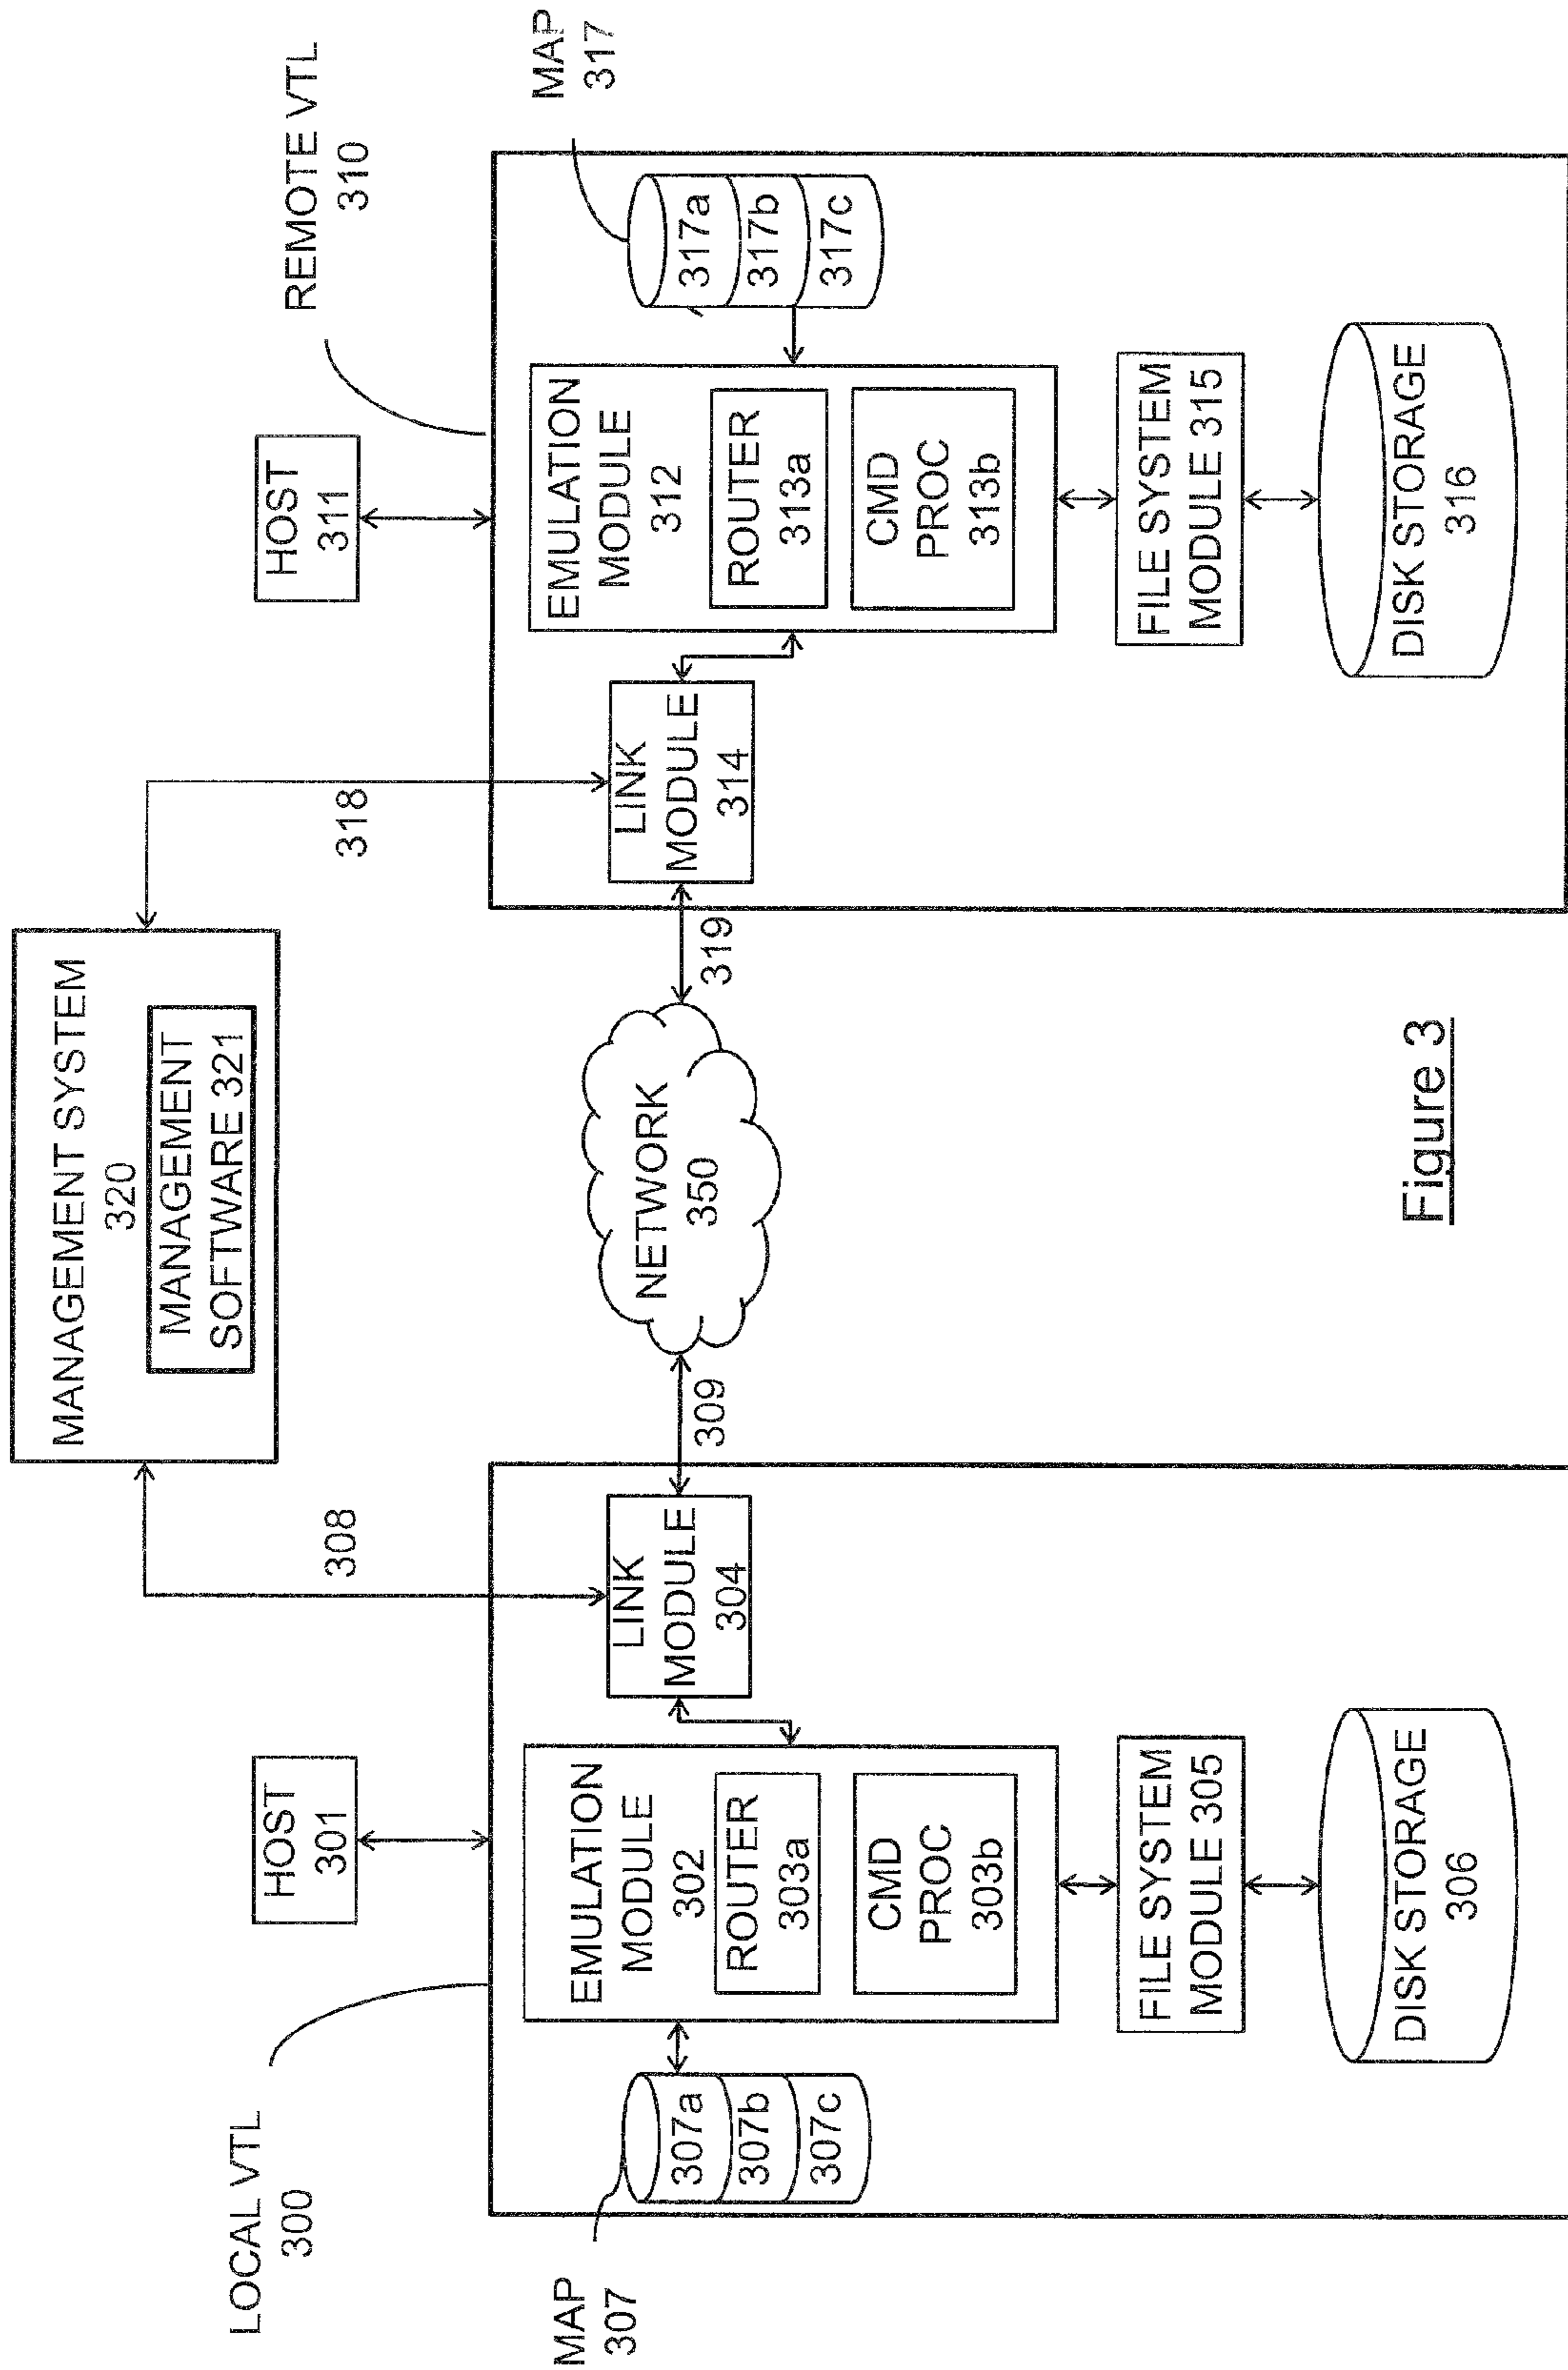 MANAGEMENT SYSTEM
320
MANAGEMENT
SOFTWARE 321
LOCAL VTL
300
HOST
301
308
318
HOST
311
REMOTE VTL
310
MAP
307
307a
307b
307c
EMULATION
MODULE
302
ROUTER
303a
CMD
PROC
303b
LINK
MODULE
304
309
NETWORK
350
319
LINK
MODULE
314
EMULATION
MODULE
312
ROUTER
313a
CMD
PROC
313b
MAP
317
317a
317b
317c
FILE SYSTEM
MODULE 305
DISK STORAGE
306
FILE SYSTEM
MODULE 315
DISK STORAGE
316
Figure 3